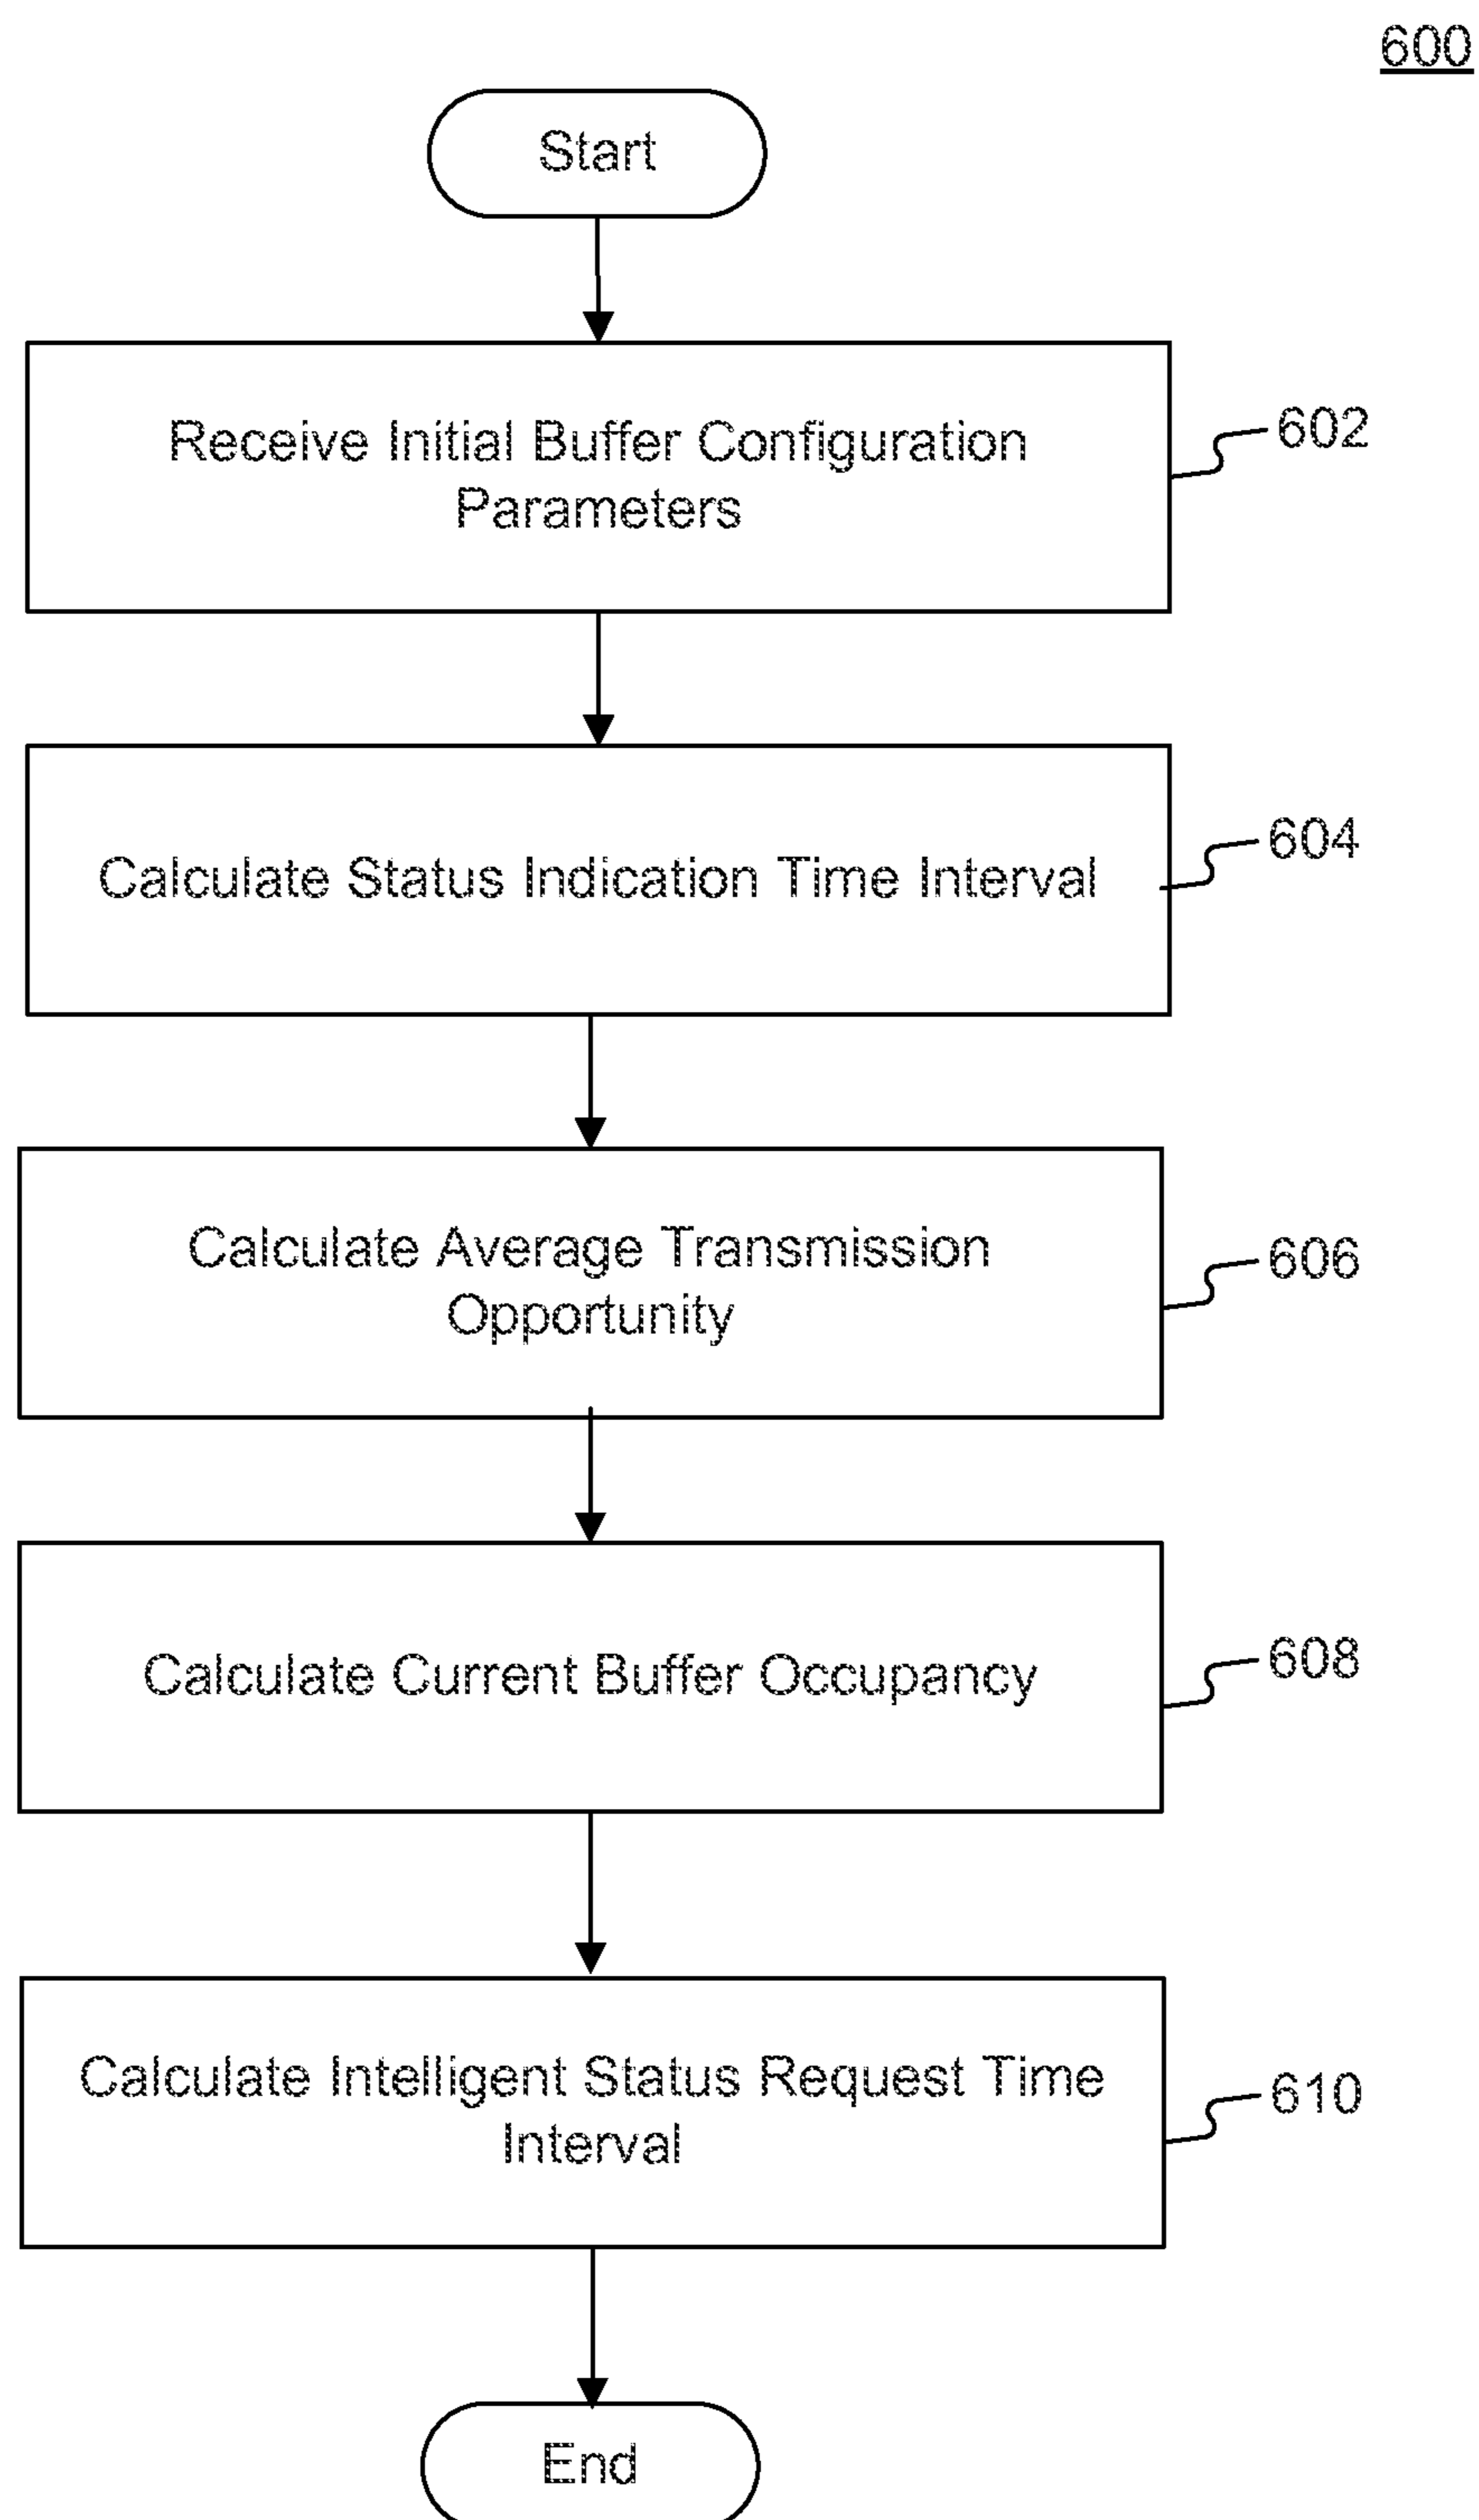 600
Start
Receive Initial Buffer Configuration
Parameters
602
Calculate Status Indication Time Interval
604
Calculate Average Transmission
Opportunity
606
Calculate Current Buffer Occupancy
608
Calculate Intelligent Status Request Time
Interval
610
End